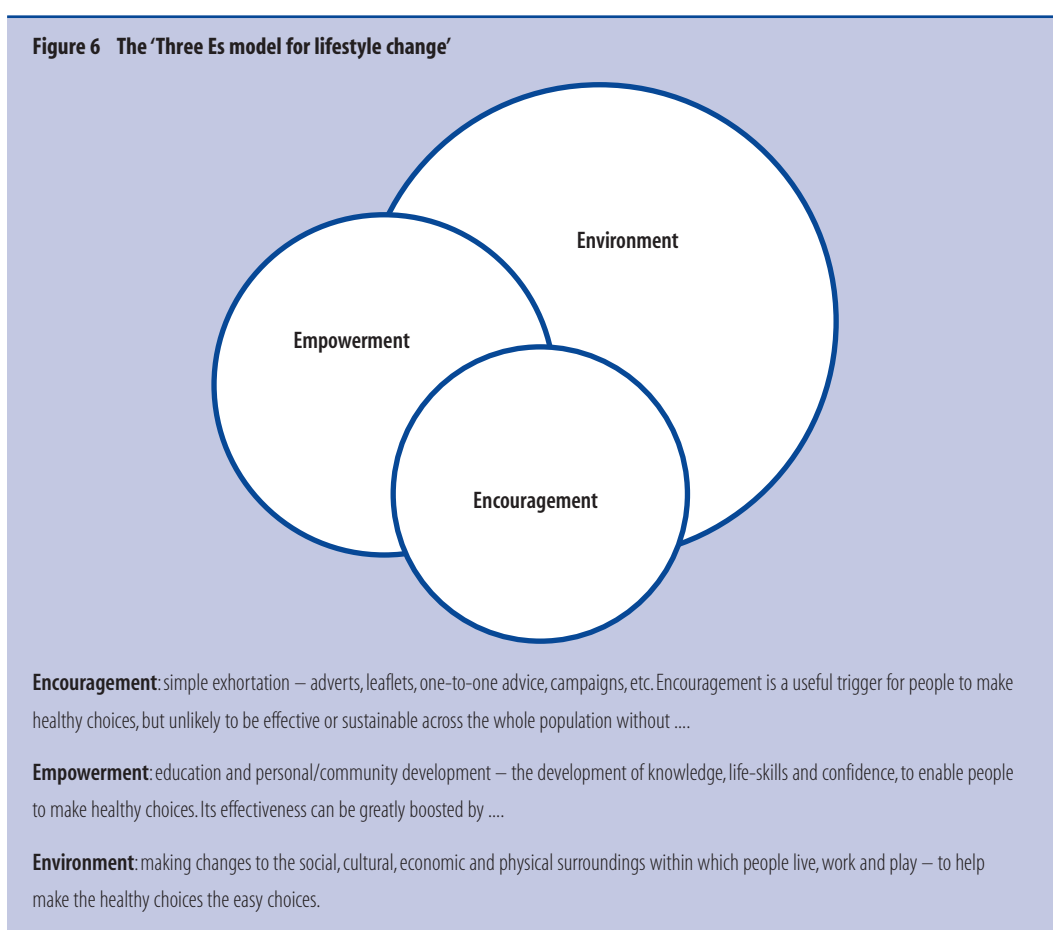 Figure 6 The ‘Three Es model for lifestyle change’
Environment
Empowerment
Encouragement
Encouragement: simple exhortation – adverts, leaflets, one-to-one advice, campaigns, etc. Encouragement is a useful trigger for people to make
healthy choices, but unlikely to be effective or sustainable across the whole population without ....
Empowerment: education and personal/community development – the development of knowledge, life-skills and confidence, to enable people
to make healthy choices. Its effectiveness can be greatly boosted by ....
Environment: making changes to the social, cultural, economic and physical surroundings within which people live, work and play – to help
make the healthy choices the easy choices.